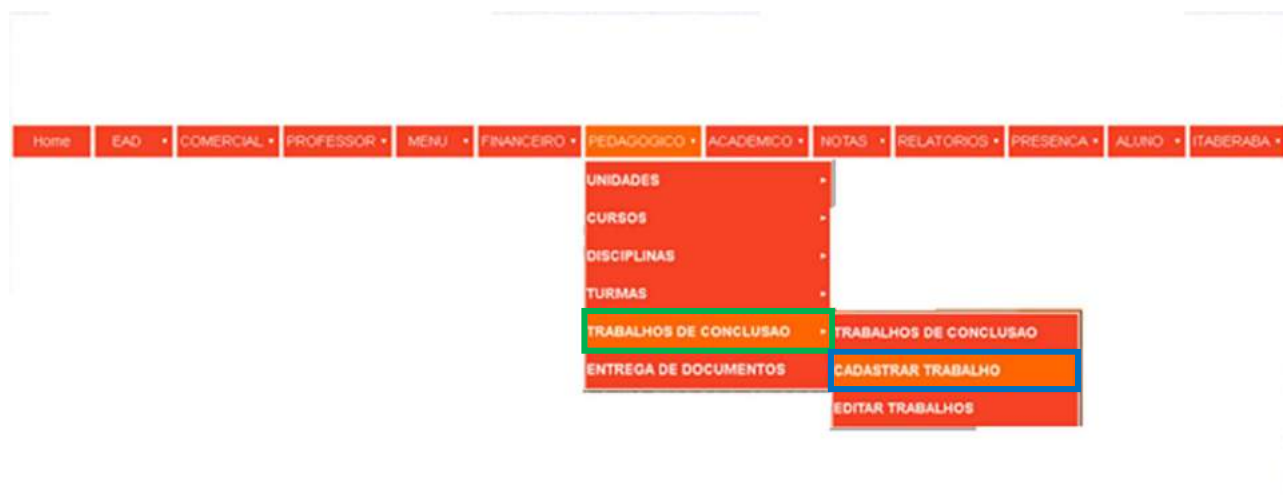 Home EAD COMERCIAL PROFESSOR MENU FINANCEIRO PEDAGOGICO ACADEMICO NOTAS RELATORIOS PRESENCA ALUNO ITABERABA
UNIDADES
CURSOS
DISCIPLINAS
TURMAS
TRABALHOS DE CONCLUSAO TRABALHOS DE CONCLUSAO
ENTREGA DE DOCUMENTOS CADASTRAR TRABALHO
EDITAR TRABALHOS